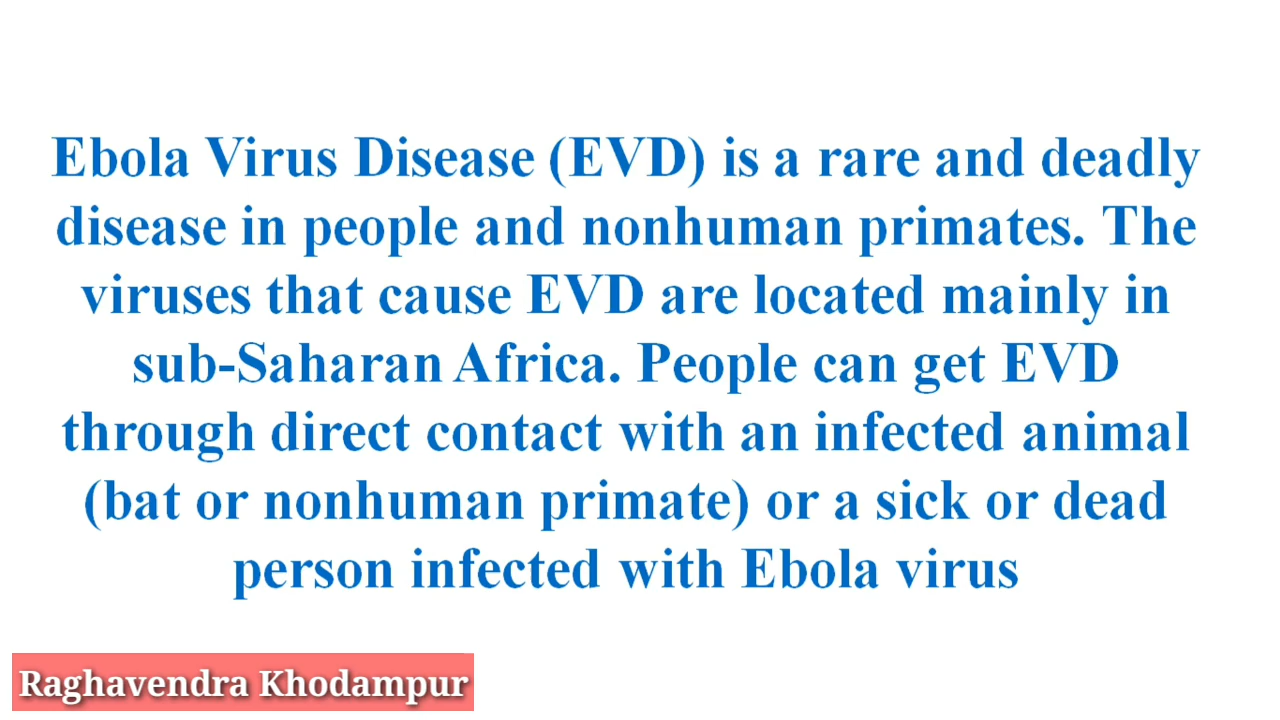 Ebola Virus Disease (EVD) is a rare and deadly
disease in people and nonhuman primates. The
viruses that cause EVD are located mainly in
sub-Saharan Africa. People can get EVD
through direct contact with an infected animal
(bat or nonhuman primate) or a sick or dead
person infected with Ebola virus
Raghavendra Khodampur